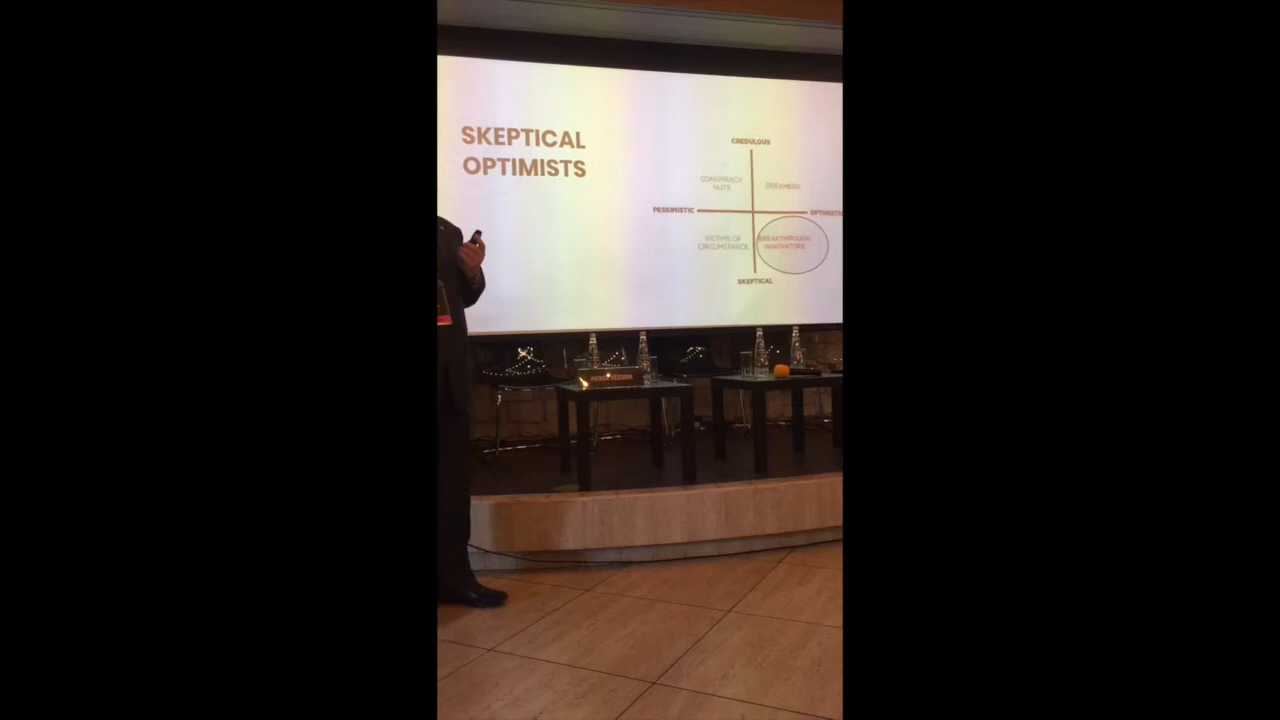 SKEPTICAL
OPTIMISTS
CREDULOUS
CONSPIRACY
NUTS
DREAMERS
PESSIMISTIC
OPTIMISTIC
VICTIMS OF
CIRCUMSTANCE
BREAKTHROUGH
INNOVATORS
SKEPTICAL